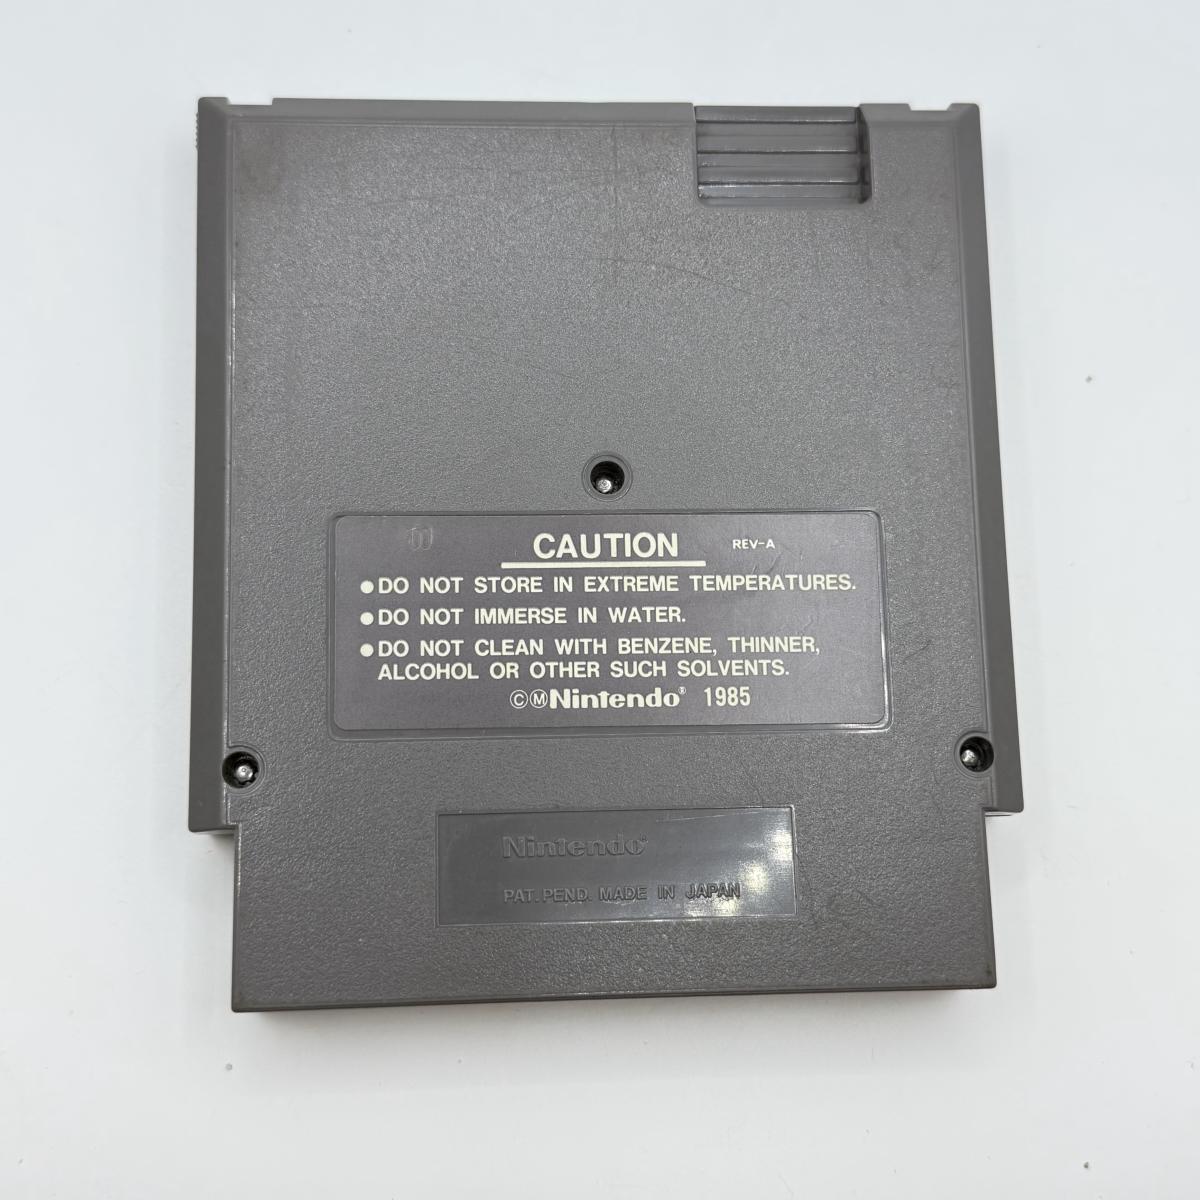 CAUTION REV-A
●DO NOT STORE IN EXTREME TEMPERATURES.
●DO NOT IMMERSE IN WATER.
●DO NOT CLEAN WITH BENZENE, THINNER,
ALCOHOL OR OTHER SUCH SOLVENTS.
©ⓂNintendo® 1985
Nintendo®
PAT. PEND. MADE IN JAPAN